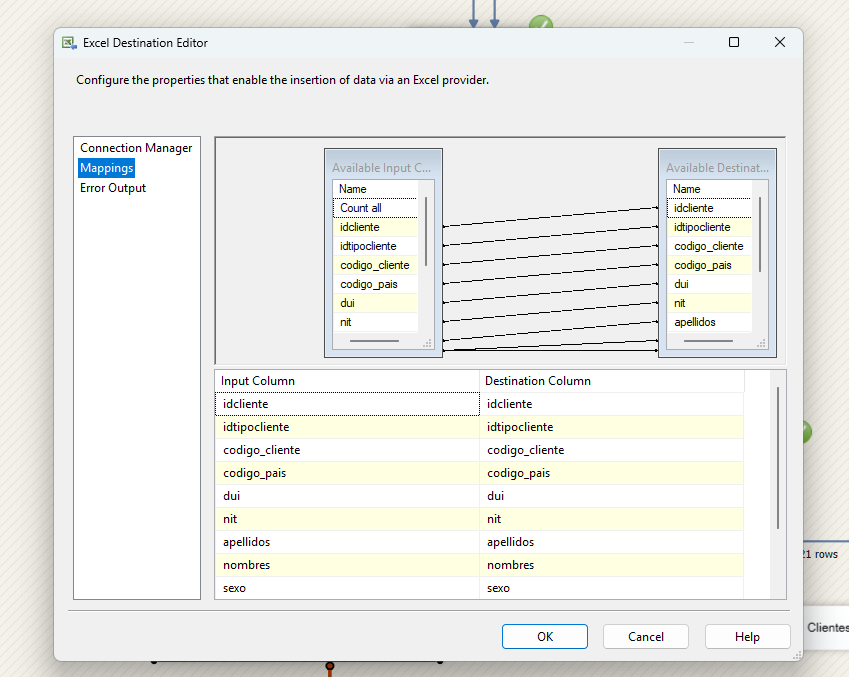 Excel Destination Editor
Configure the properties that enable the insertion of data via an Excel provider.
Connection Manager
Mappings
Error Output
Available Input C...
Name
Count all
idcliente
idtipocliente
codigo_cliente
codigo_pais
dui
nit
Available Destinat...
Name
idcliente
idtipocliente
codigo_cliente
codigo_pais
dui
nit
apellidos
Input Column Destination Column
idcliente idcliente
idtipocliente idtipocliente
codigo_cliente codigo_cliente
codigo_pais codigo_pais
dui dui
nit nit
apellidos apellidos
nombres nombres
sexo sexo
21 rows
Clientes
OK Cancel Help